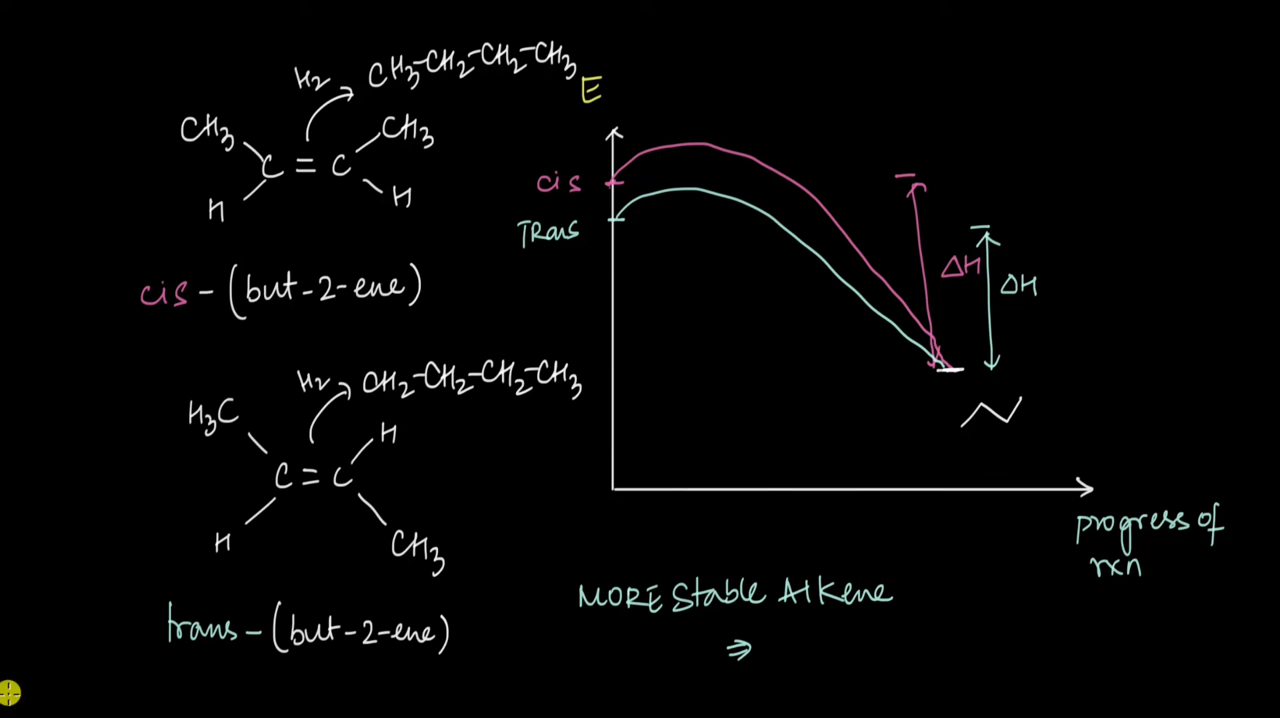 H2
CH3-CH2-CH2-CH3
CH3
CH3
C = C
H
H
cis - (but-2-ene)
H2
CH2-CH2-CH2-CH3
H3C
H
C = C
H
CH3
trans - (but-2-ene)
E
cis
TRans
ΔH
ΔH
progress of
rxn
MORE Stable Alkene
⇒